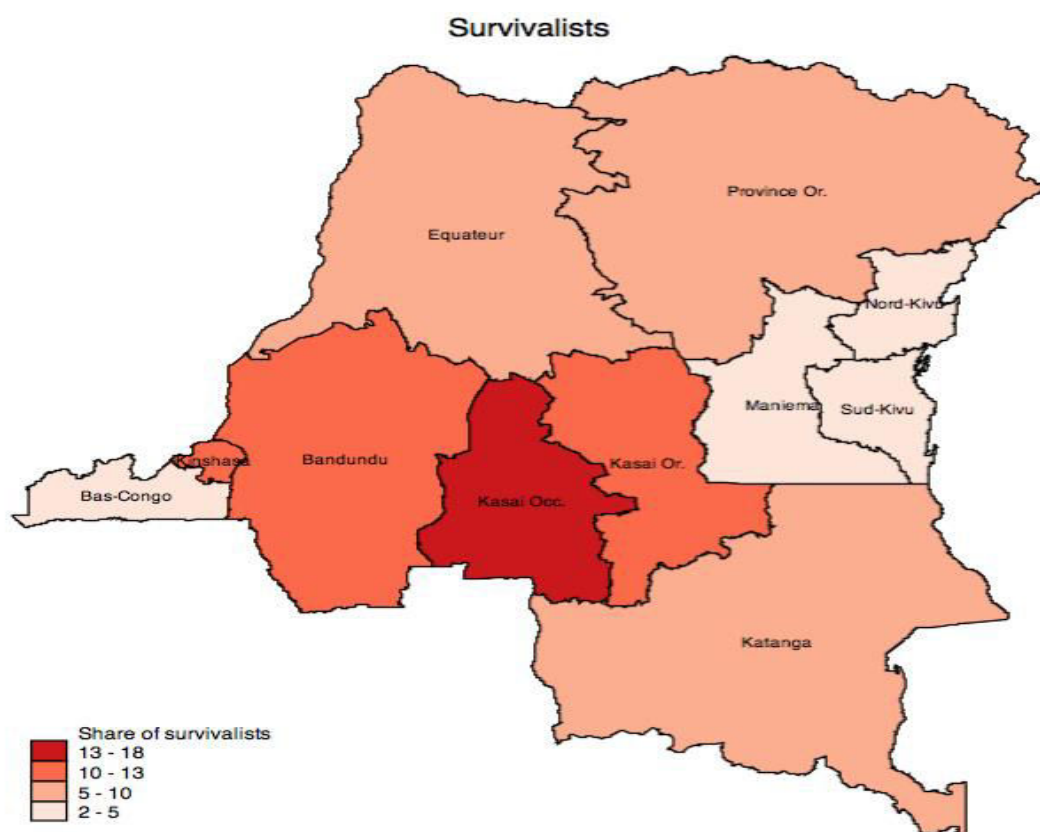 Survivalists
Province Or.
Equateur
Nord-Kivu
Maniema
Sud-Kivu
Kinshasa
Bandundu
Kasai Or.
Bas-Congo
Kasai Occ.
Katanga
Share of survivalists
13 - 18
10 - 13
5 - 10
2 - 5